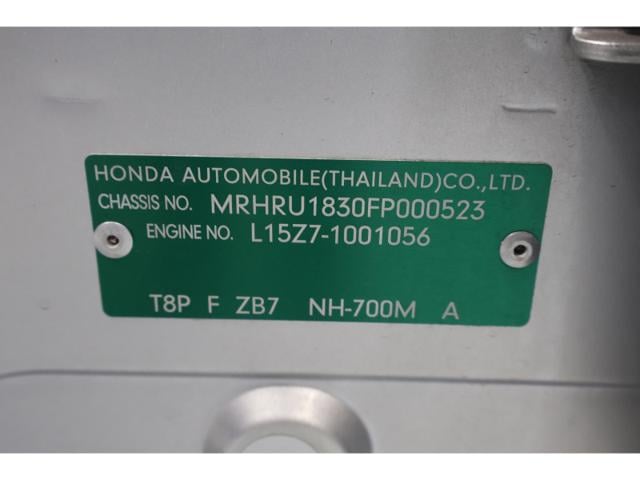 HONDA AUTOMOBILE(THAILAND)CO.,LTD.
CHASSIS NO. MRHRU1830FP000523
ENGINE NO. L15Z7-1001056
T8P F ZB7 NH-700M A